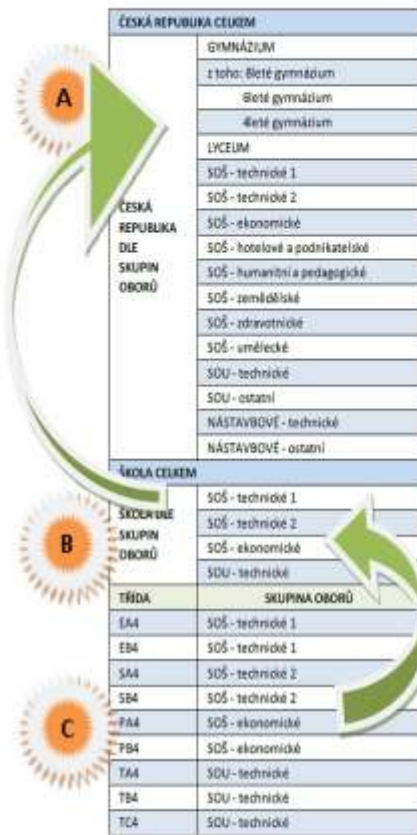 ČESKÁ REPUBLIKA CELKEM
A
ČESKÁ
REPUBLIKA
DLE
SKUPIN
OBORŮ
GYMNÁZIUM
z toho: 8leté gymnázium
6leté gymnázium
4leté gymnázium
LYCEUM
SOŠ - technické 1
SOŠ - technické 2
SOŠ - ekonomické
SOŠ - hotelové a podnikatelské
SOŠ - humanitní a pedagogické
SOŠ - zemědělské
SOŠ - zdravotnické
SOŠ - umělecké
SOU - technické
SOU - ostatní
NÁSTAVBOVÉ - technické
NÁSTAVBOVÉ - ostatní
ŠKOLA CELKEM
B
ŠKOLA DLE
SKUPIN
OBORŮ
SOŠ - technické 1
SOŠ - technické 2
SOŠ - ekonomické
SOU - technické
TŘÍDA SKUPINA OBORŮ
EA4 SOŠ - technické 1
EB4 SOŠ - technické 1
SA4 SOŠ - technické 2
SB4 SOŠ - technické 2
C
PA4 SOŠ - ekonomické
PB4 SOŠ - ekonomické
TA4 SOU - technické
TB4 SOU - technické
TC4 SOU - technické